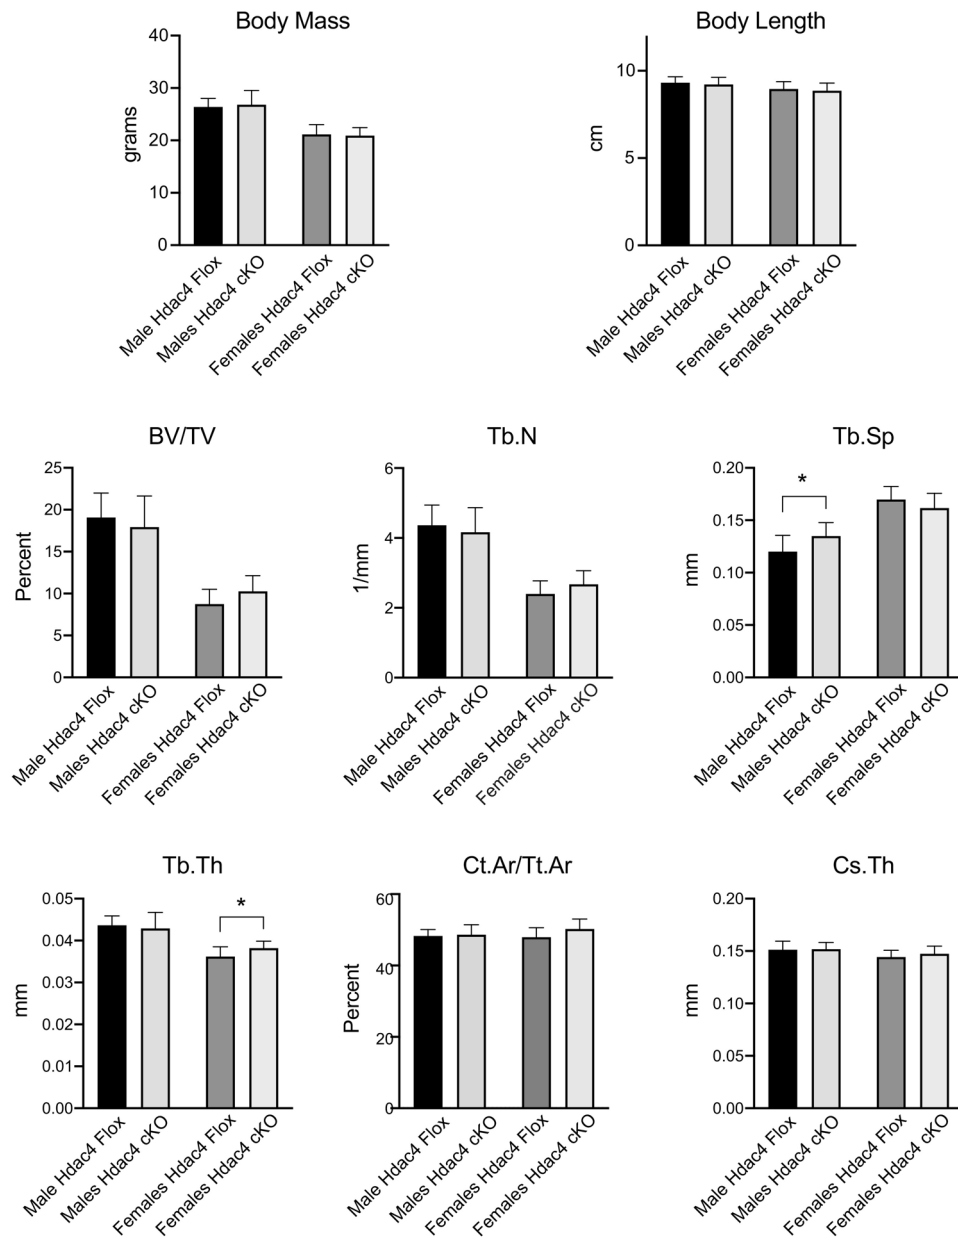 Body Mass
grams
40
30
20
10
0
Male Hdac4 Flox
Males Hdac4 cKO
Females Hdac4 Flox
Females Hdac4 cKO
Body Length
cm
10
5
0
Male Hdac4 Flox
Males Hdac4 cKO
Females Hdac4 Flox
Females Hdac4 cKO
BV/TV
Percent
25
20
15
10
5
0
Male Hdac4 Flox
Males Hdac4 cKO
Females Hdac4 Flox
Females Hdac4 cKO
Tb.N
1/mm
6
4
2
0
Male Hdac4 Flox
Males Hdac4 cKO
Females Hdac4 Flox
Females Hdac4 cKO
Tb.Sp
mm
0.20
0.15
0.10
0.05
0.00
*
Male Hdac4 Flox
Males Hdac4 cKO
Females Hdac4 Flox
Females Hdac4 cKO
Tb.Th
mm
0.05
0.04
0.03
0.02
0.01
0.00
*
Male Hdac4 Flox
Males Hdac4 cKO
Females Hdac4 Flox
Females Hdac4 cKO
Ct.Ar/Tt.Ar
Percent
60
40
20
0
Male Hdac4 Flox
Males Hdac4 cKO
Females Hdac4 Flox
Females Hdac4 cKO
Cs.Th
mm
0.20
0.15
0.10
0.05
0.00
Male Hdac4 Flox
Males Hdac4 cKO
Females Hdac4 Flox
Females Hdac4 cKO